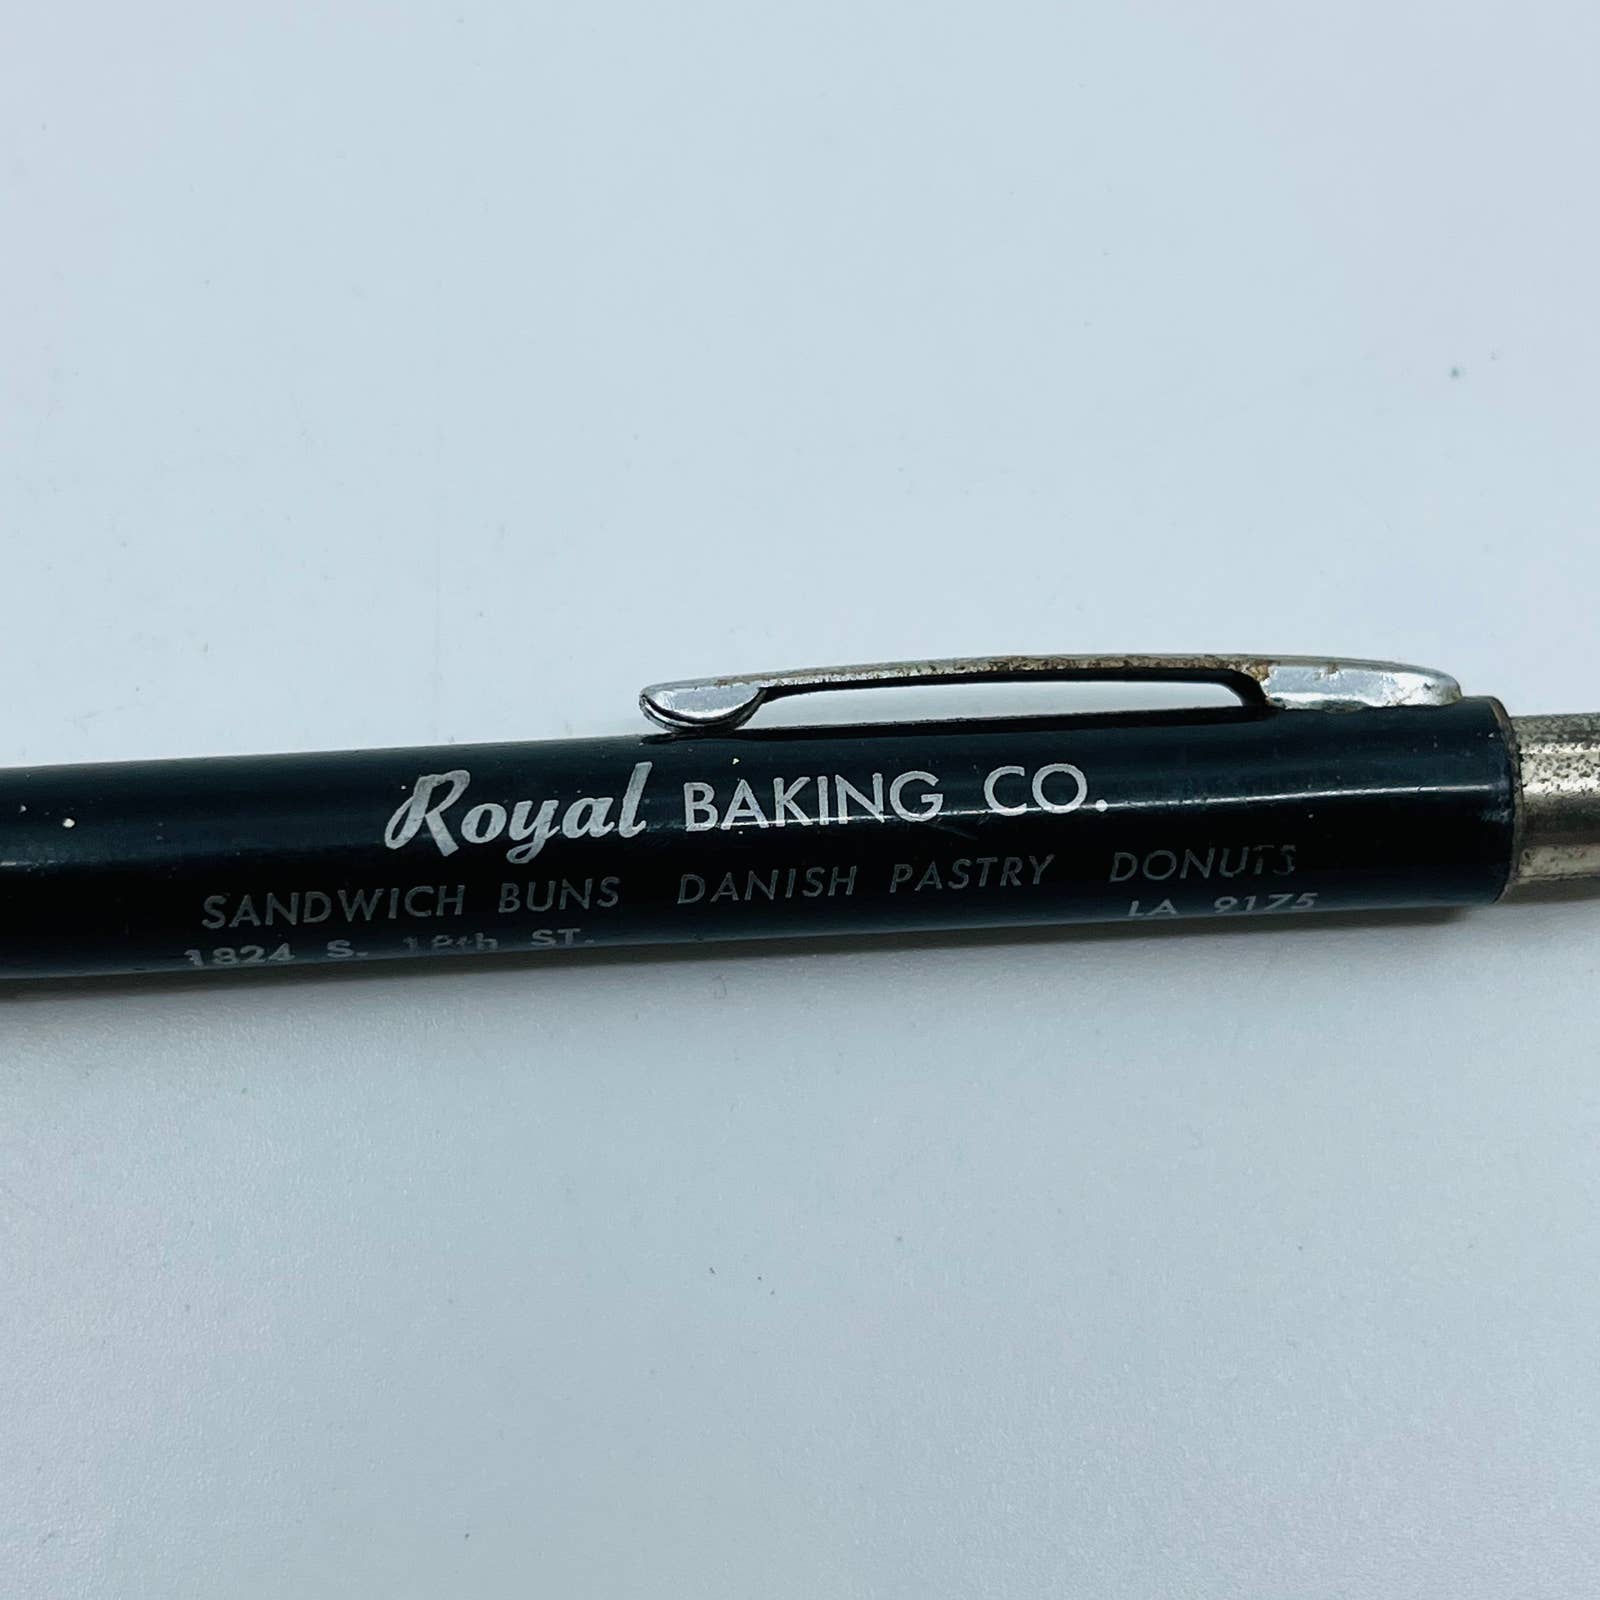 Royal BAKING CO.
SANDWICH BUNS DANISH PASTRY DONUTS
1824 S. ST. LA 9175